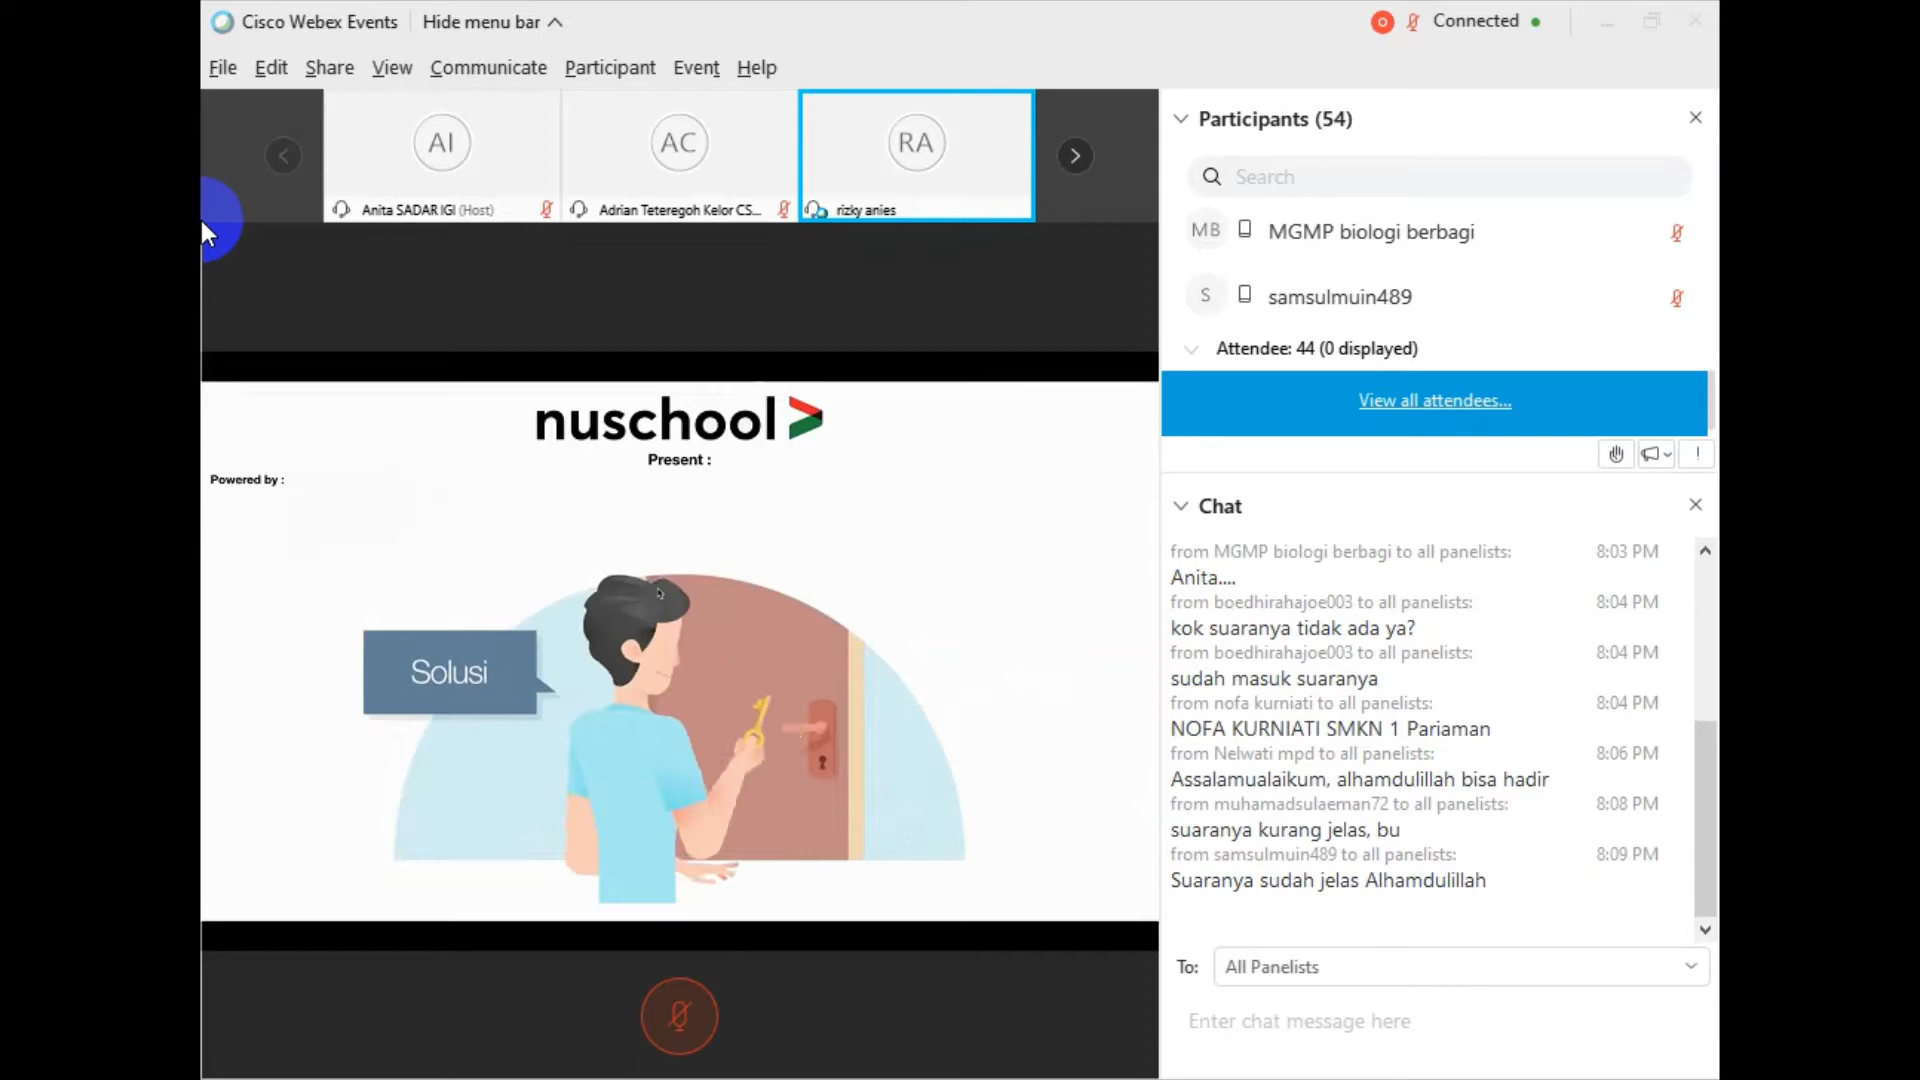 Cisco Webex Events
Hide menu bar
Connected
File Edit Share View Communicate Participant Event Help
AI
AC
RA
Anita SADAR IGI (Host)
Adrian Teteregoh Kelor CS...
rizky anies
nuschool
Present :
Powered by :
Solusi
Participants (54)
Search
MB MGMP biologi berbagi
S samsulmuin489
Attendee: 44 (0 displayed)
View all attendees...
!
Chat
from MGMP biologi berbagi to all panelists: 8:03 PM
Anita....
from boedhirahajoe003 to all panelists: 8:04 PM
kok suaranya tidak ada ya?
from boedhirahajoe003 to all panelists: 8:04 PM
sudah masuk suaranya
from nofa kurniati to all panelists: 8:04 PM
NOFA KURNIATI SMKN 1 Pariaman
from Nelwati mpd to all panelists: 8:06 PM
Assalamualaikum, alhamdulillah bisa hadir
from muhamadsulaeman72 to all panelists: 8:08 PM
suaranya kurang jelas, bu
from samsulmuin489 to all panelists: 8:09 PM
Suaranya sudah jelas Alhamdulillah
To: All Panelists
Enter chat message here